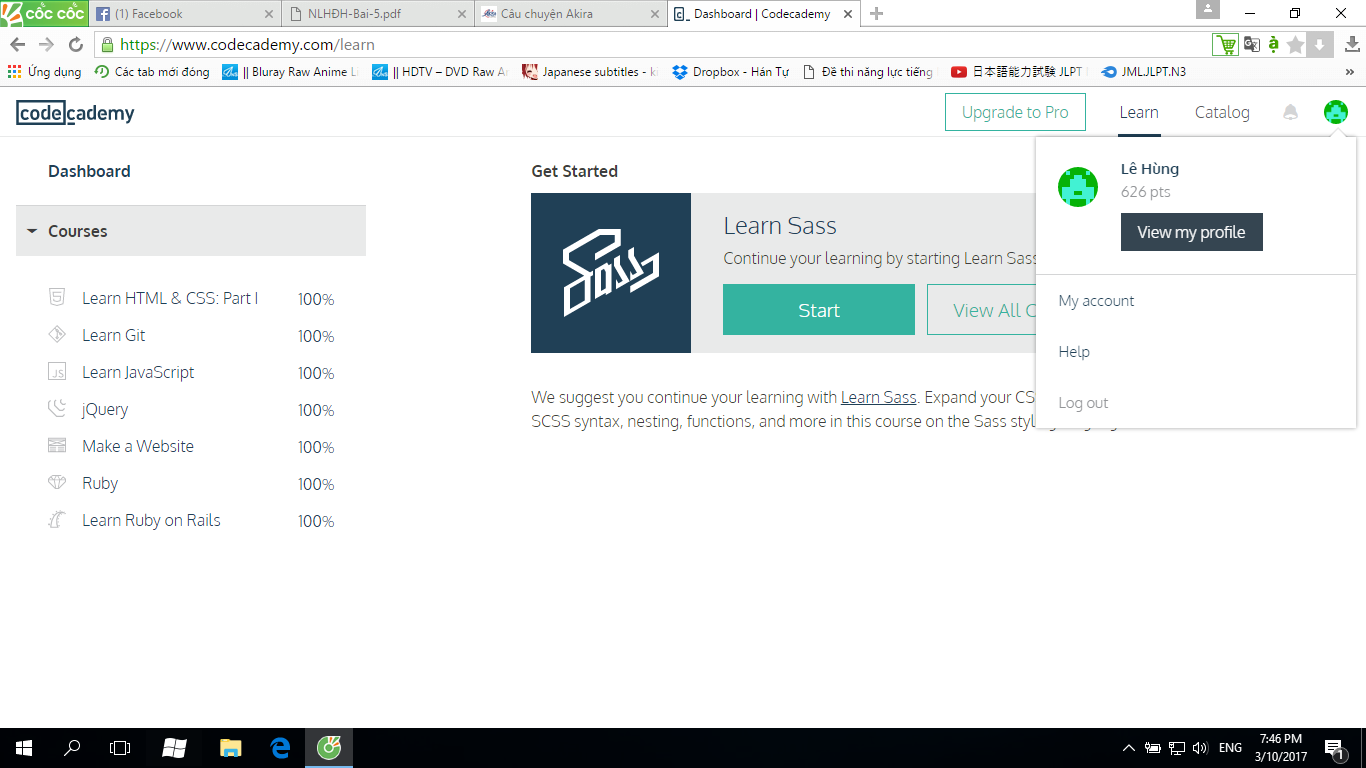 cốc cốc
(1) Facebook
NLHĐH-Bai-5.pdf
Câu chuyện Akira
Dashboard | Codecademy
https://www.codecademy.com/learn
Ứng dụng
Các tab mới đóng
|| Bluray Raw Anime
|| HDTV – DVD Raw
Japanese subtitles -
Dropbox - Hán Tự
Đề thi năng lực tiếng
日本語能力試験 JLPT
JMLJLPT.N3
»
codecademy
Upgrade to Pro
Learn
Catalog
Dashboard
Get Started
Lê Hùng
626 pts
View my profile
Courses
Learn Sass
Continue your learning by starting Learn Sass
Start
View All
My account
Help
Log out
Learn HTML & CSS: Part I 100%
Learn Git 100%
JS Learn JavaScript 100%
jQuery 100%
Make a Website 100%
Ruby 100%
Learn Ruby on Rails 100%
Sass
We suggest you continue your learning with Learn Sass. Expand your
SCSS syntax, nesting, functions, and more in this course on the Sass
ENG
7:46 PM
3/10/2017
1